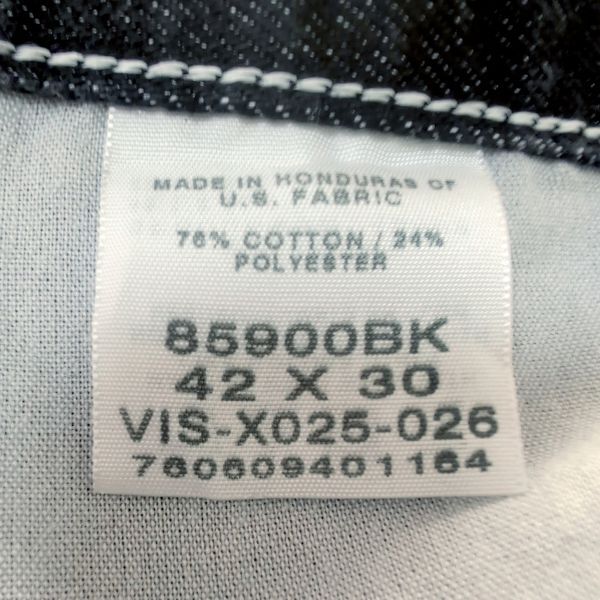 MADE IN HONDURAS OF
U.S. FABRIC
76% COTTON / 24%
POLYESTER
85900BK
42 X 30
VIS-X025-026
760609401164